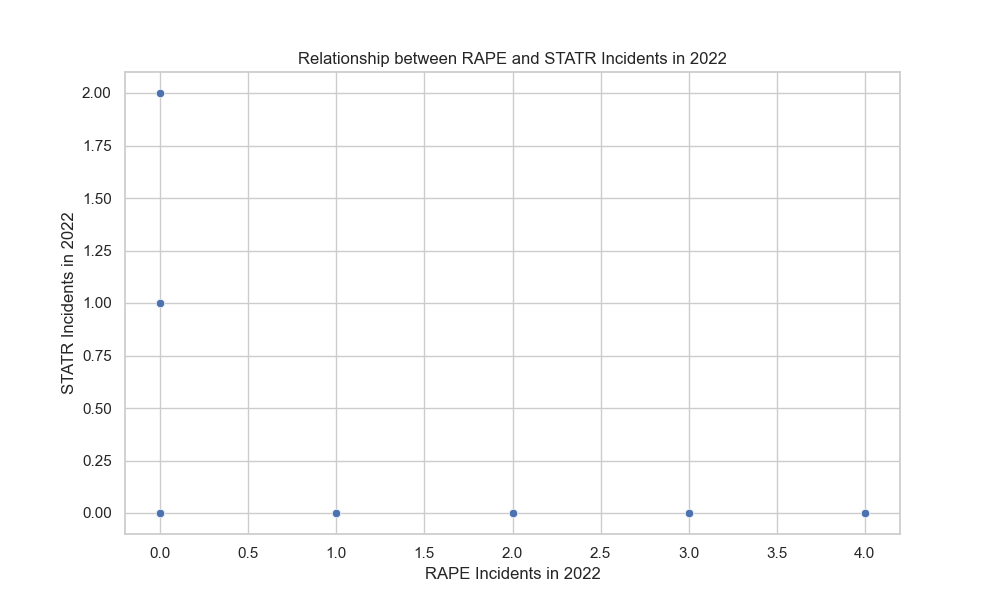 Relationship between RAPE and STATR Incidents in 2022
STATR Incidents in 2022
2.00
1.75
1.50
1.25
1.00
0.75
0.50
0.25
0.00
0.0 0.5 1.0 1.5 2.0 2.5 3.0 3.5 4.0
RAPE Incidents in 2022